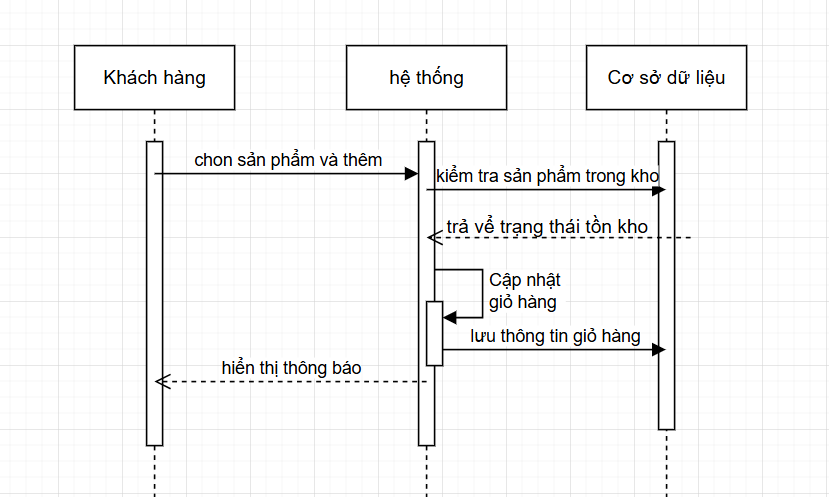 Khách hàng
hệ thống
Cơ sở dữ liệu
chon sản phẩm và thêm
kiểm tra sản phẩm trong kho
trả vể trạng thái tồn kho
Cập nhật
giỏ hàng
lưu thông tin giỏ hàng
hiển thị thông báo